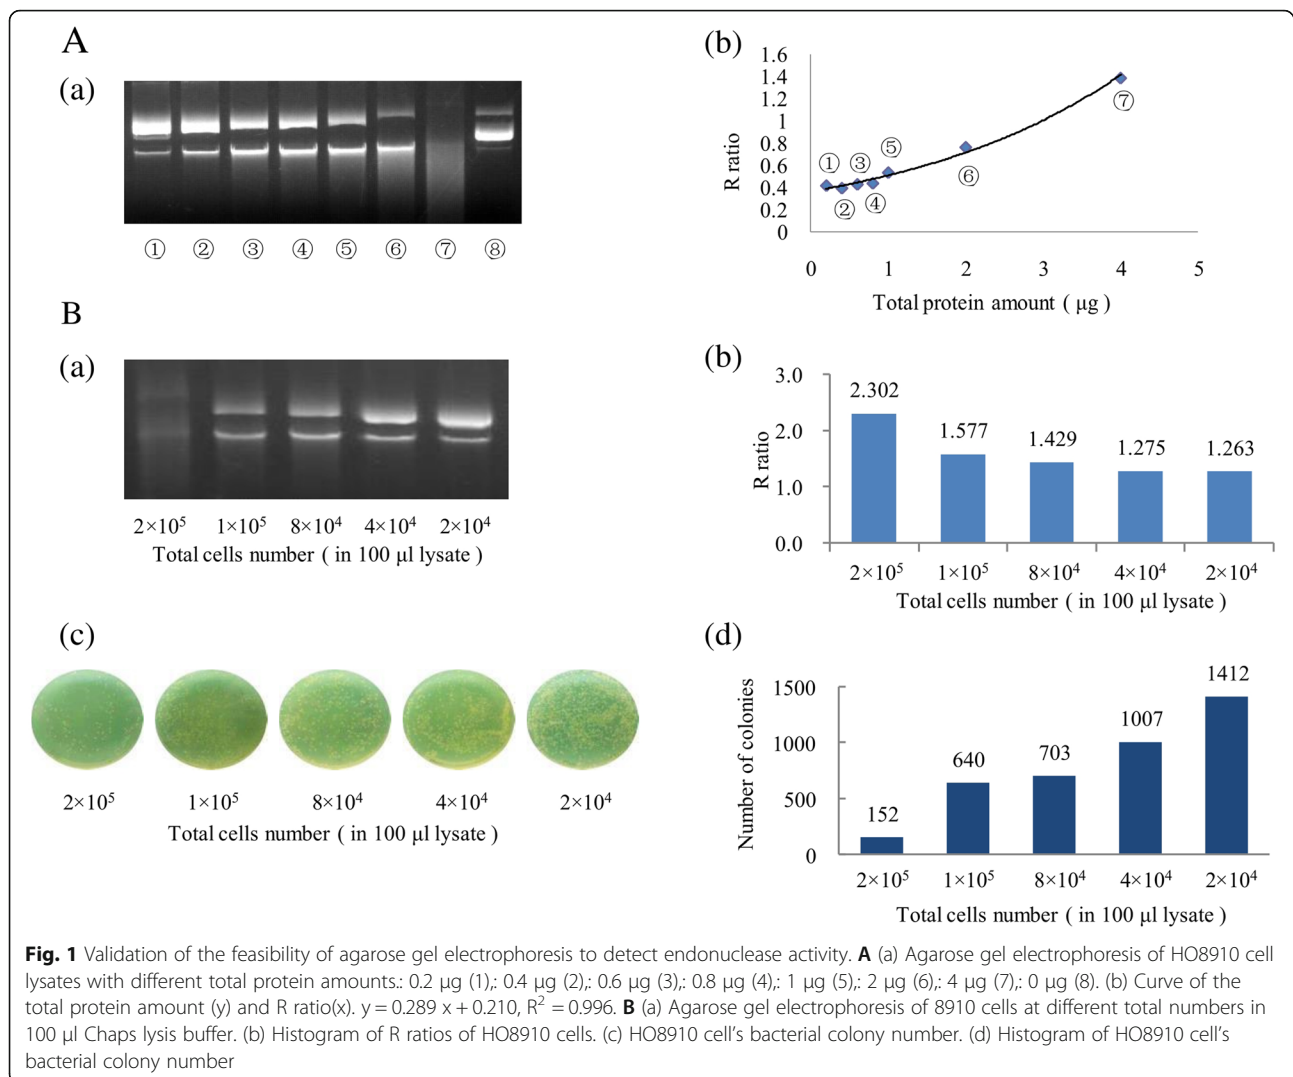 A
(a)
① ② ③ ④ ⑤ ⑥ ⑦ ⑧
(b)
1.6
1.4
1.2
1
0.8
0.6
0.4
0.2
0
R ratio
① ② ③ ④ ⑤ ⑥ ⑦
0 1 2 3 4 5
Total protein amount ( μg )
B
(a)
2×10⁵ 1×10⁵ 8×10⁴ 4×10⁴ 2×10⁴
Total cells number ( in 100 μl lysate )
(b)
3.0
2.0
1.0
0.0
R ratio
2.302 1.577 1.429 1.275 1.263
2×10⁵ 1×10⁵ 8×10⁴ 4×10⁴ 2×10⁴
Total cells number ( in 100 μl lysate )
(c)
2×10⁵ 1×10⁵ 8×10⁴ 4×10⁴ 2×10⁴
Total cells number ( in 100 μl lysate )
(d)
1500
1000
500
0
Number of colonies
152 640 703 1007 1412
2×10⁵ 1×10⁵ 8×10⁴ 4×10⁴ 2×10⁴
Total cells number ( in 100 μl lysate )
Fig. 1 Validation of the feasibility of agarose gel electrophoresis to detect endonuclease activity. A (a) Agarose gel electrophoresis of HO8910 cell
lysates with different total protein amounts.: 0.2 μg (1),: 0.4 μg (2),: 0.6 μg (3),: 0.8 μg (4),: 1 μg (5),: 2 μg (6),: 4 μg (7),: 0 μg (8). (b) Curve of the
total protein amount (y) and R ratio(x). y = 0.289 x + 0.210, R² = 0.996. B (a) Agarose gel electrophoresis of 8910 cells at different total numbers in
100 μl Chaps lysis buffer. (b) Histogram of R ratios of HO8910 cells. (c) HO8910 cell's bacterial colony number. (d) Histogram of HO8910 cell's
bacterial colony number